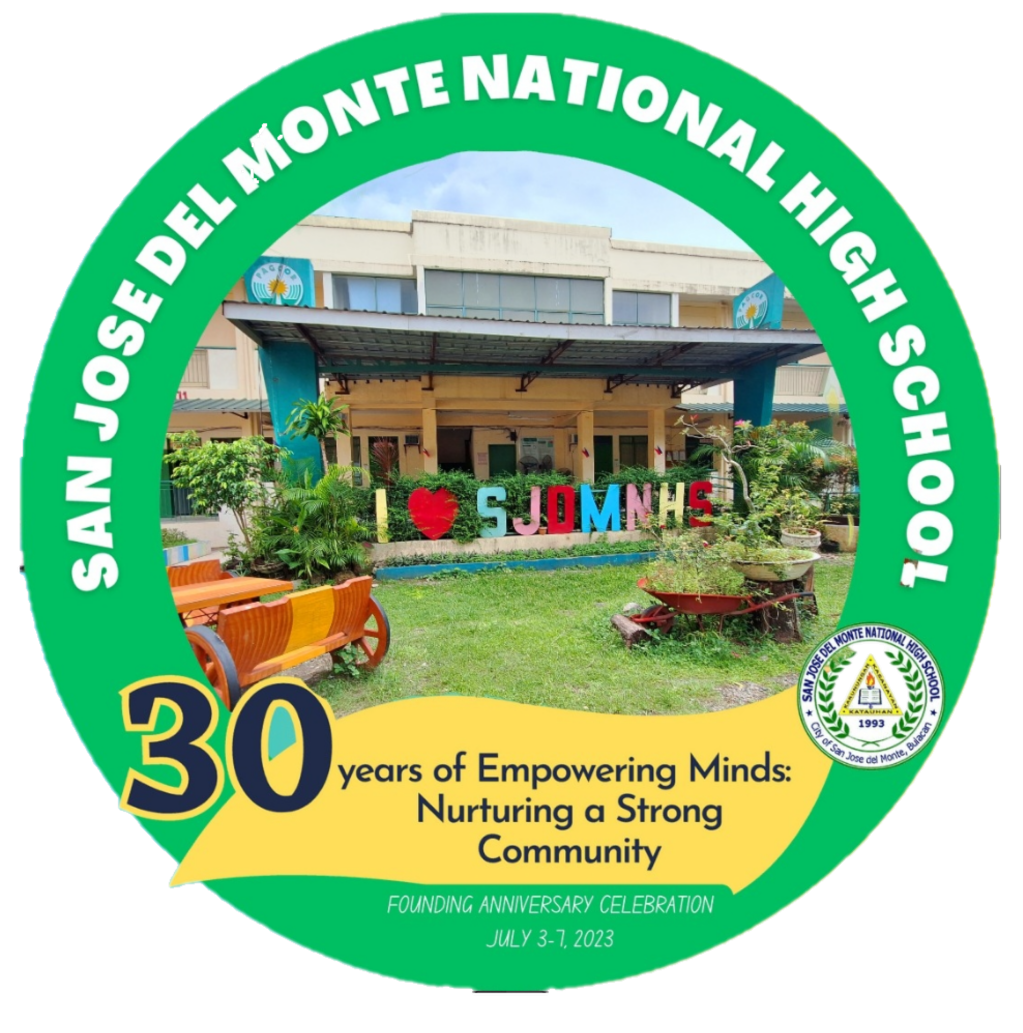 SAN JOSE DEL MONTE NATIONAL HIGH SCHOOL
PAGCOR
I ❤ SJDMNHS
SAN JOSE DEL MONTE NATIONAL HIGH SCHOOL
KATAUHAN
1993
City of San Jose del Monte, Bulacan
30 years of Empowering Minds:
Nurturing a Strong
Community
FOUNDING ANNIVERSARY CELEBRATION
JULY 3-7, 2023